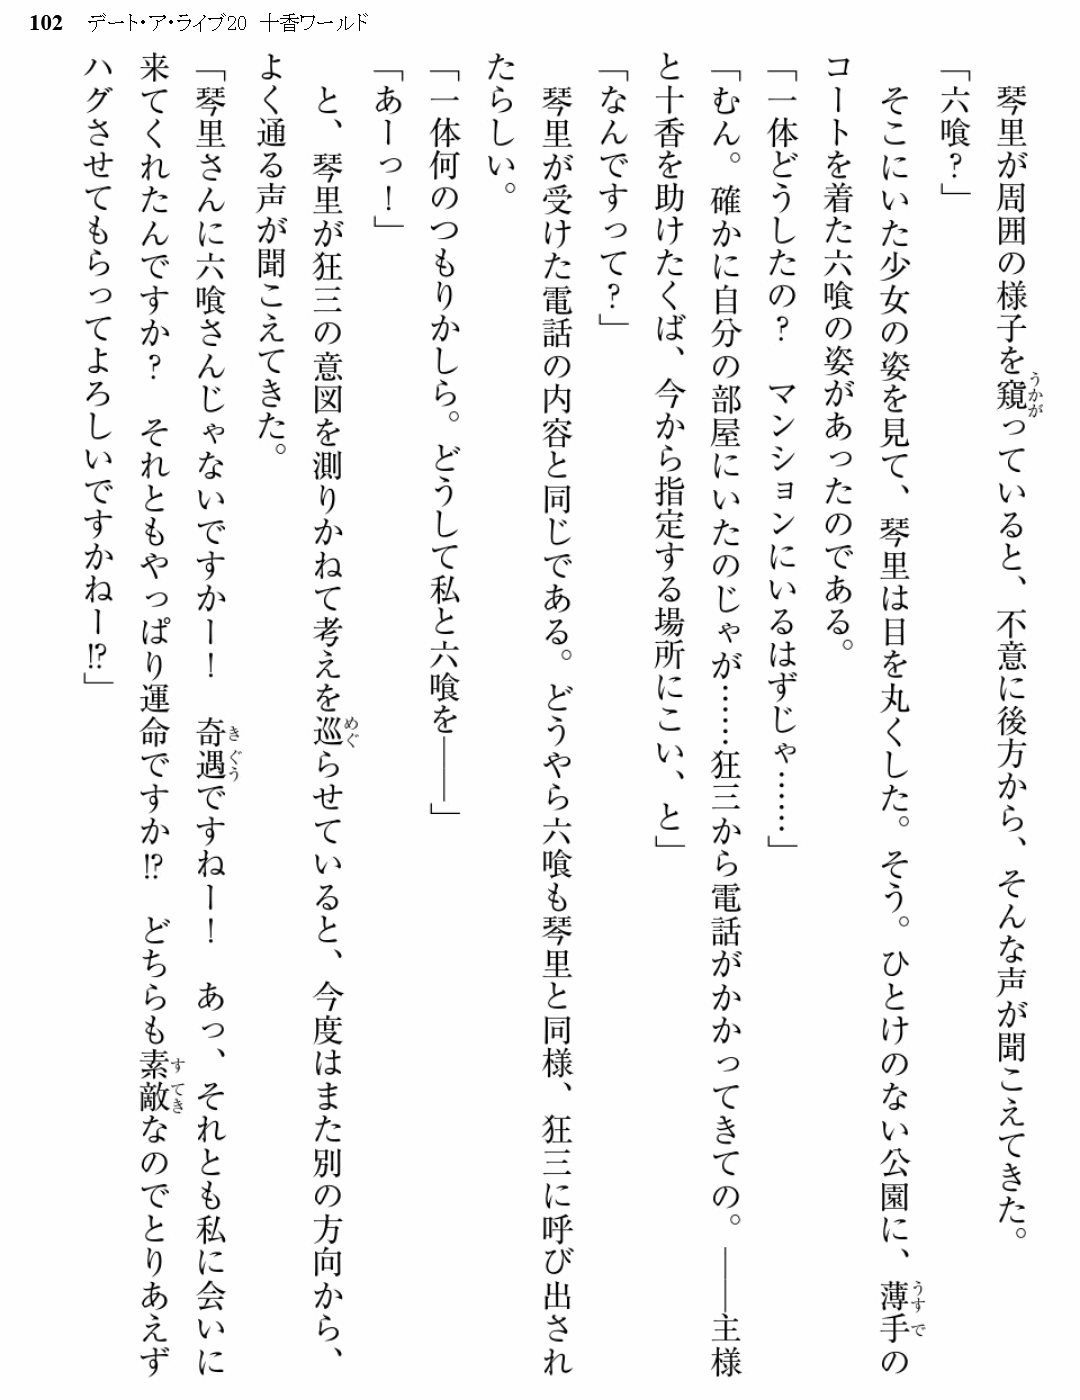 102 デート・ア・ライブ20 十香ワールド
　琴里が周囲の様子を窺っていると、不意に後方から、そんな声が聞こえてきた。
「六喰？」
　そこにいた少女の姿を見て、琴里は目を丸くした。そう。ひとけのない公園に、薄手の
コートを着た六喰の姿があったのである。
「一体どうしたの？　マンションにいるはずじゃ……」
「むん。確かに自分の部屋にいたのじゃが……狂三から電話がかかってきての。――主様
と十香を助けたくば、今から指定する場所にこい、と」
「なんですって？」
　琴里が受けた電話の内容と同じである。どうやら六喰も琴里と同様、狂三に呼び出され
たらしい。
「一体何のつもりかしら。どうして私と六喰を――」
「あーっ！」
　と、琴里が狂三の意図を測りかねて考えを巡らせていると、今度はまた別の方向から、
よく通る声が聞こえてきた。
「琴里さんに六喰さんじゃないですかー！　奇遇ですねー！　あっ、それとも私に会いに
来てくれたんですか？　それともやっぱり運命ですか⁉　どちらも素敵なのでとりあえず
ハグさせてもらってよろしいですかねー⁉」